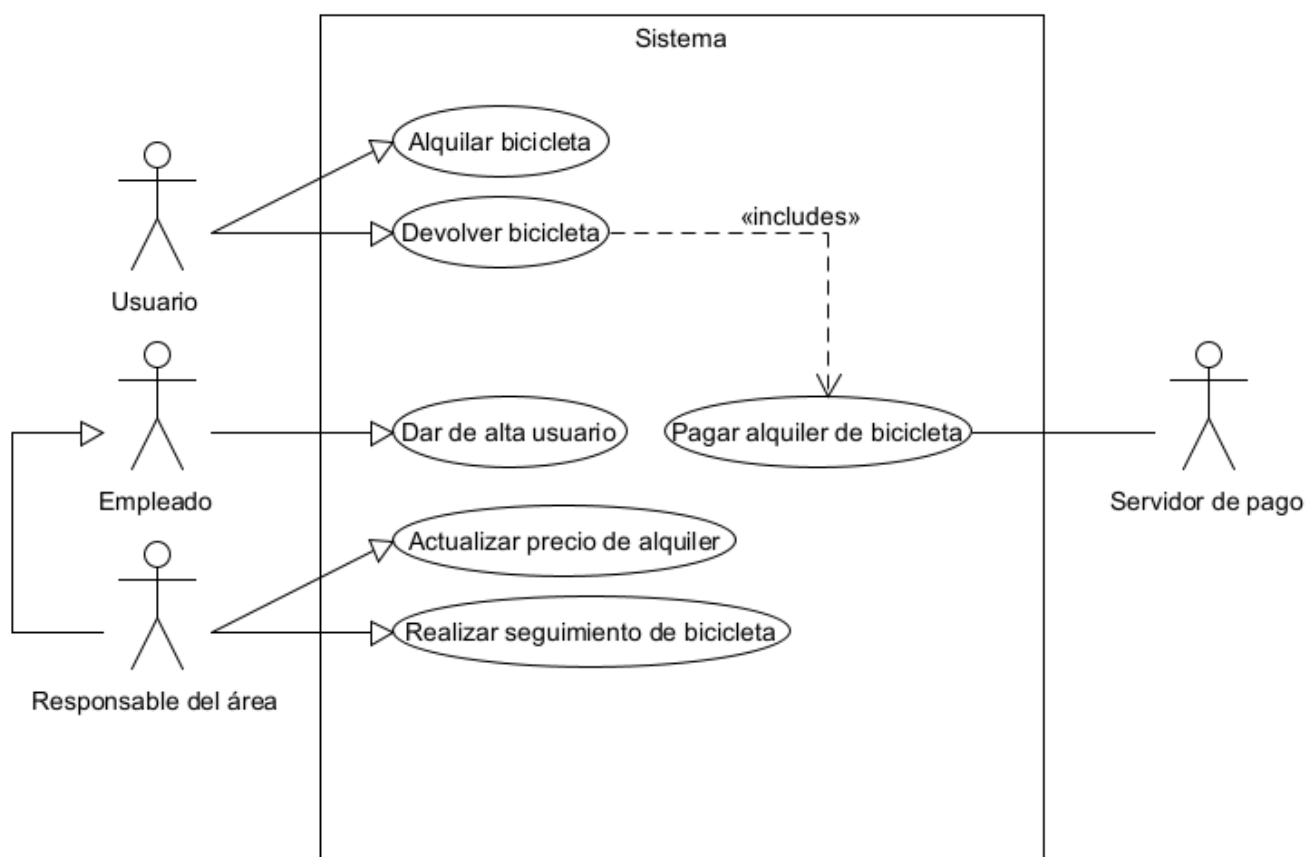 Sistema
Alquilar bicicleta
Devolver bicicleta
«includes»
Usuario
Dar de alta usuario
Pagar alquiler de bicicleta
Empleado
Servidor de pago
Actualizar precio de alquiler
Realizar seguimiento de bicicleta
Responsable del área